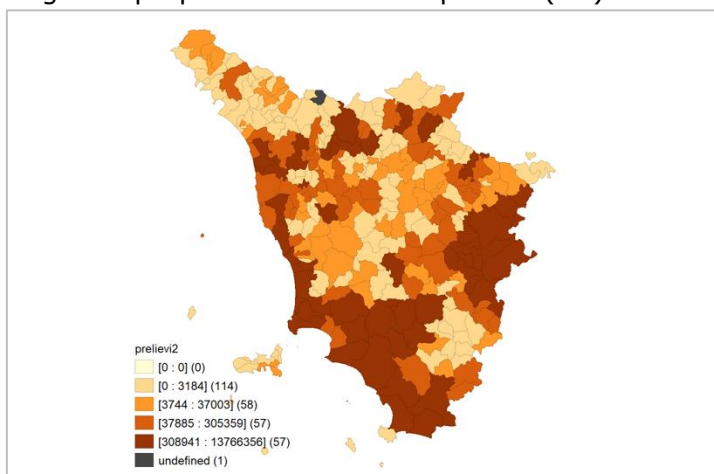 prelievi2
[0 : 0] (0)
[0 : 3184] (114)
[3744 : 37003] (58)
[37885 : 305359] (57)
[308941 : 13766356] (57)
undefined (1)